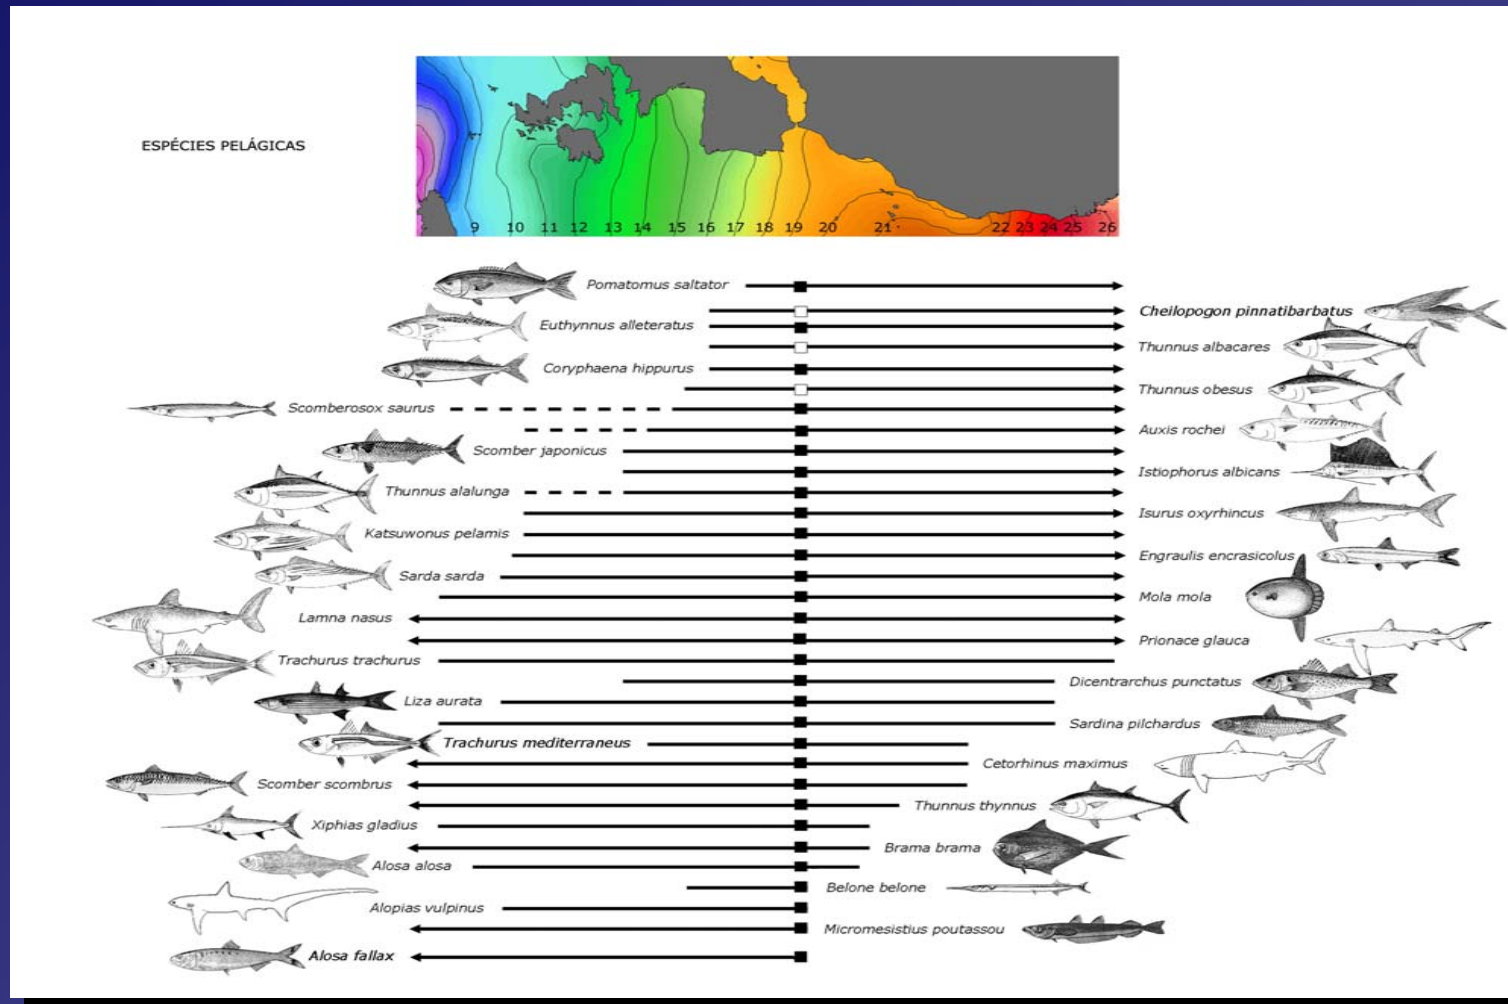 ESPÉCIES PELÁGICAS
9 10 11 12 13 14 15 16 17 18 19 20 21 22 23 24 25 26
Pomatomus saltator
Cheilopogon pinnatibarbatus
Euthynnus alleteratus
Thunnus albacares
Coryphaena hippurus
Thunnus obesus
Scomberosox saurus
Auxis rochei
Scomber japonicus
Istiophorus albicans
Thunnus alalunga
Isurus oxyrhincus
Katsuwonus pelamis
Engraulis encrasicolus
Sarda sarda
Mola mola
Lamna nasus
Prionace glauca
Trachurus trachurus
Dicentrarchus punctatus
Liza aurata
Sardina pilchardus
Trachurus mediterraneus
Cetorhinus maximus
Scomber scombrus
Thunnus thynnus
Xiphias gladius
Brama brama
Alosa alosa
Belone belone
Alopias vulpinus
Micromesistius poutassou
Alosa fallax